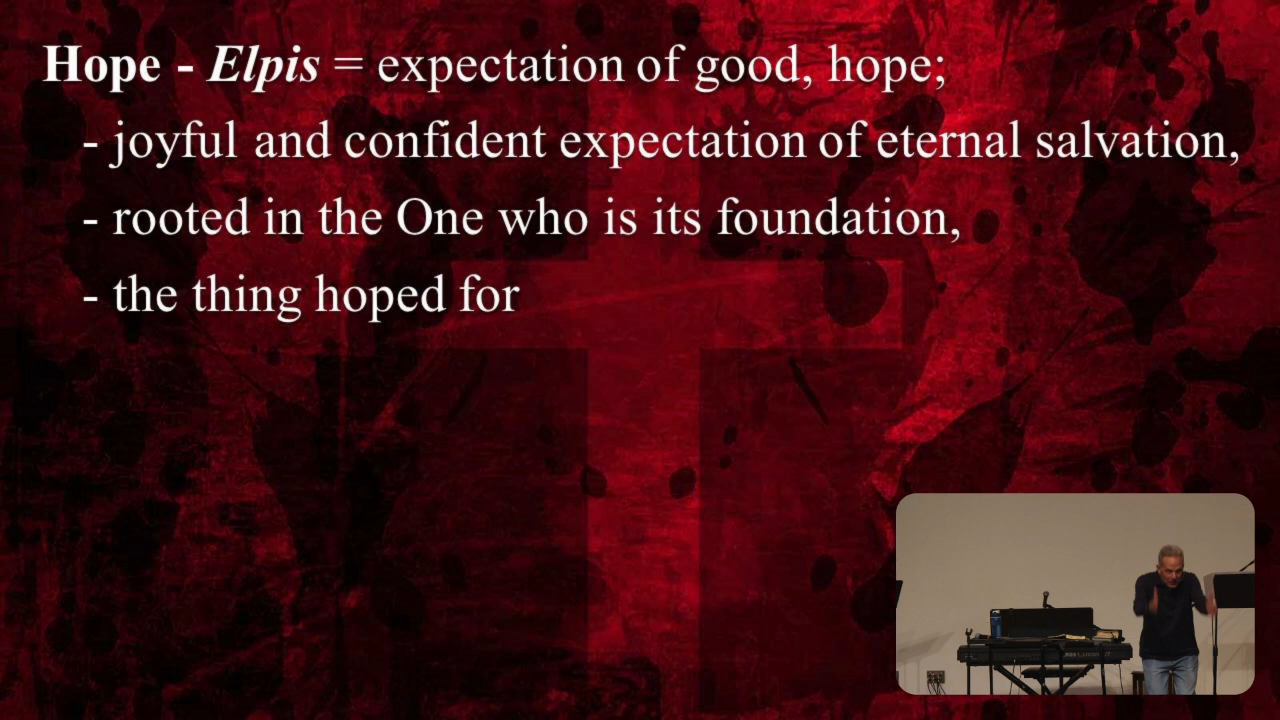 Hope - Elpis = expectation of good, hope;
- joyful and confident expectation of eternal salvation,
- rooted in the One who is its foundation,
- the thing hoped for